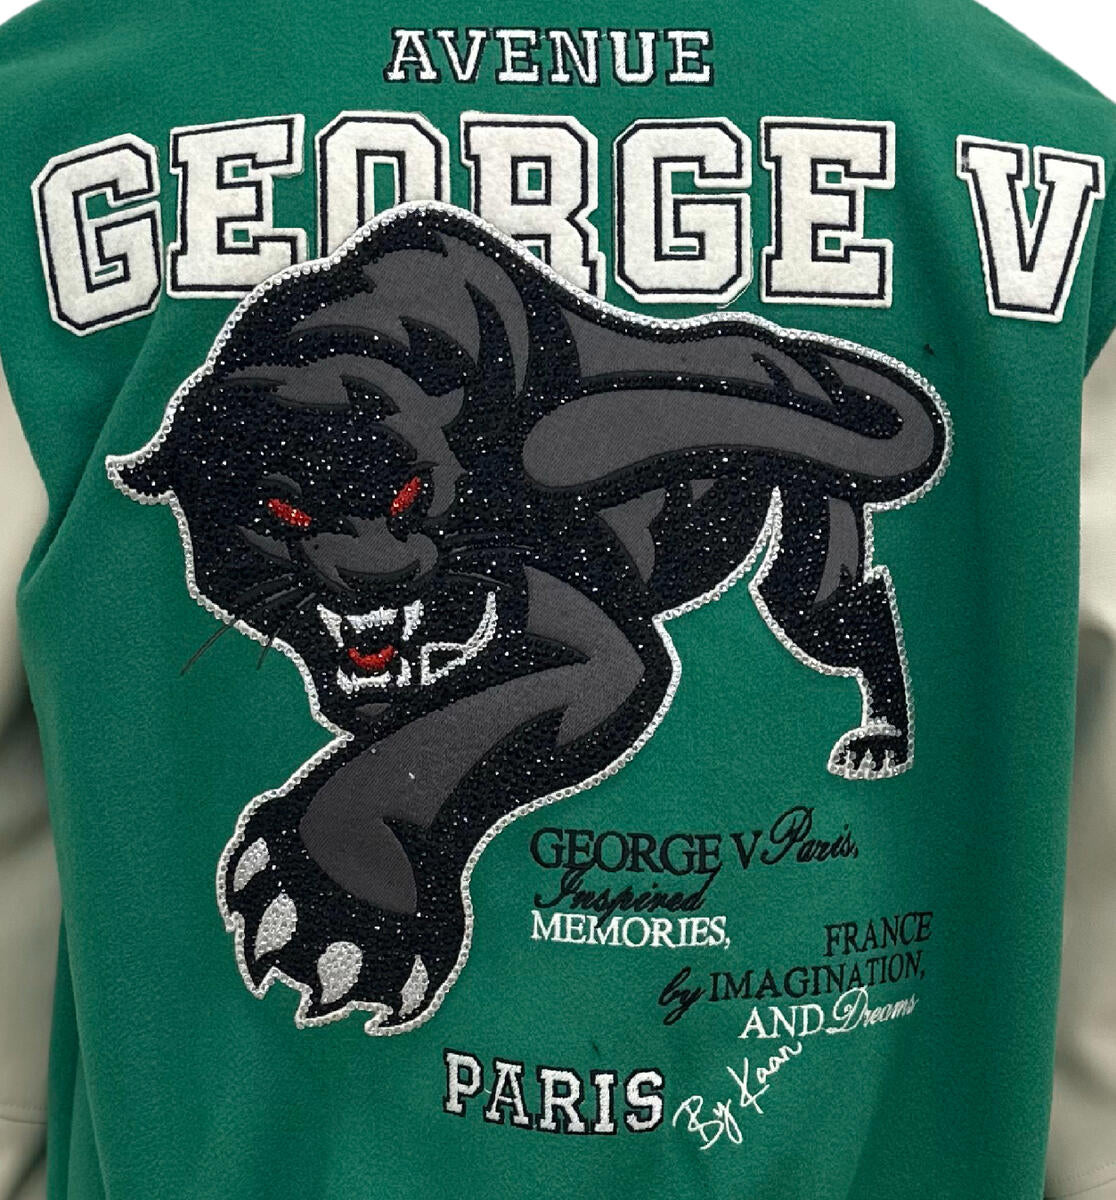 AVENUE
GEORGE V
GEORGE V Paris,
Inspired
MEMORIES,
FRANCE
by IMAGINATION,
AND Dreams
PARIS
By Kaan